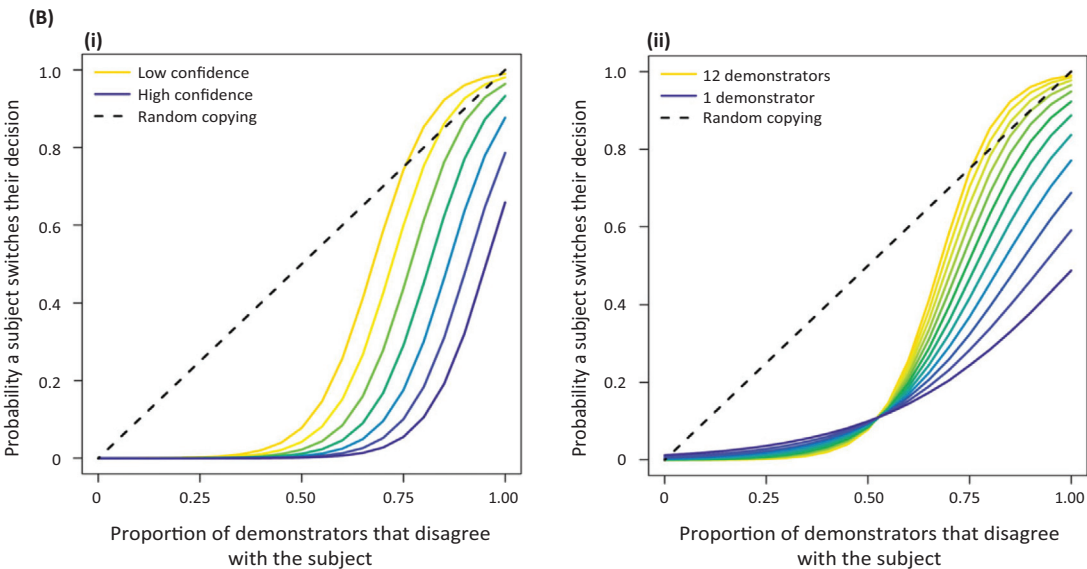 (B)
(i)
Low confidence
High confidence
Random copying
Probability a subject switches their decision
1.0
0.8
0.6
0.4
0.2
0
0
0.25
0.50
0.75
1.00
Proportion of demonstrators that disagree
with the subject
(ii)
12 demonstrators
1 demonstrator
Random copying
Probability a subject switches their decision
1.0
0.8
0.6
0.4
0.2
0
0
0.25
0.50
0.75
1.00
Proportion of demonstrators that disagree
with the subject